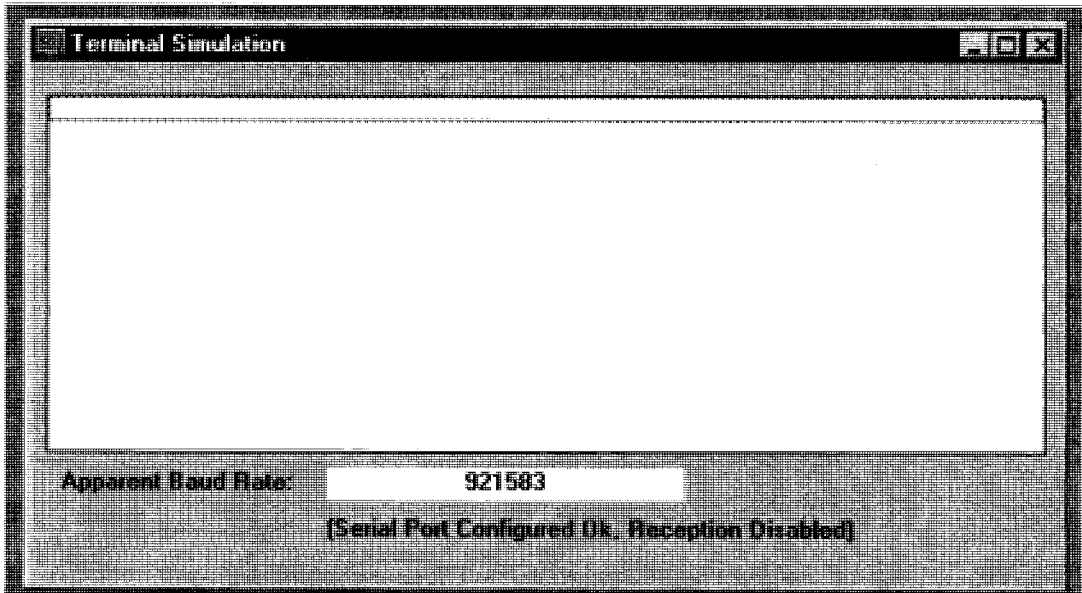 Terminal Simulation
Apparent Baud Rate: 921583
(Serial Port Configured Ok, Reception Disabled)